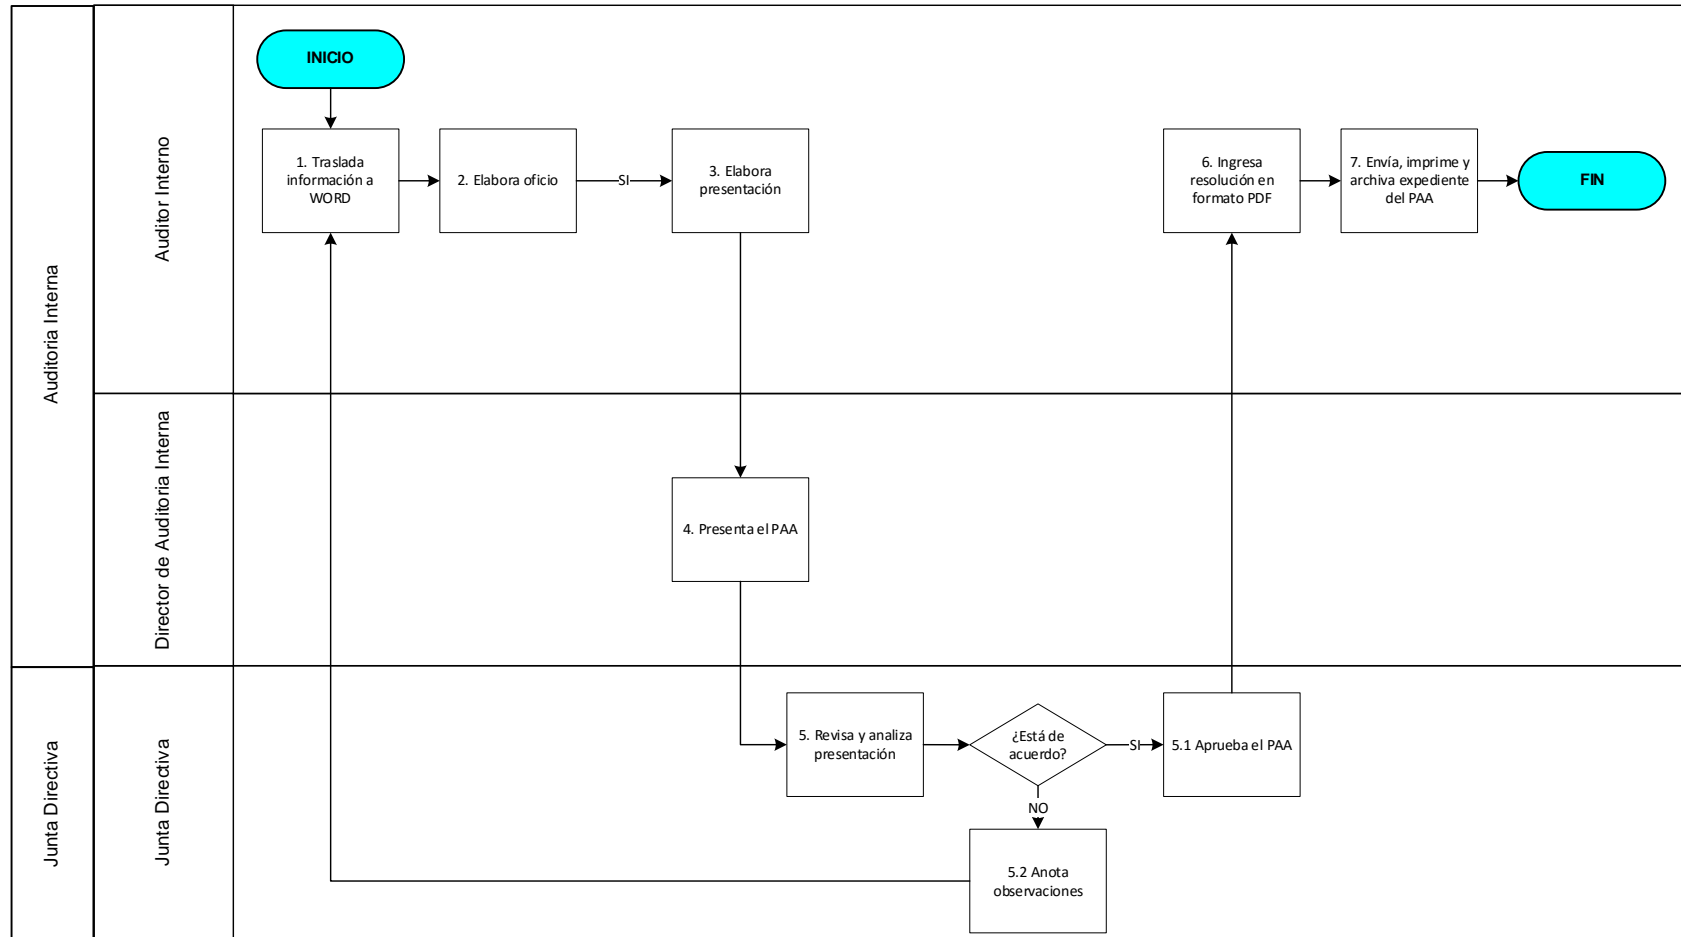 Auditoria Interna
Auditor Interno
INICIO
1. Traslada
información a
WORD
2. Elabora oficio
SI
3. Elabora
presentación
6. Ingresa
resolución en
formato PDF
7. Envía, imprime y
archiva expediente
del PAA
FIN
Director de Auditoria Interna
4. Presenta el PAA
Junta Directiva
Junta Directiva
5. Revisa y analiza
presentación
¿Está de
acuerdo?
SI
5.1 Aprueba el PAA
NO
5.2 Anota
observaciones